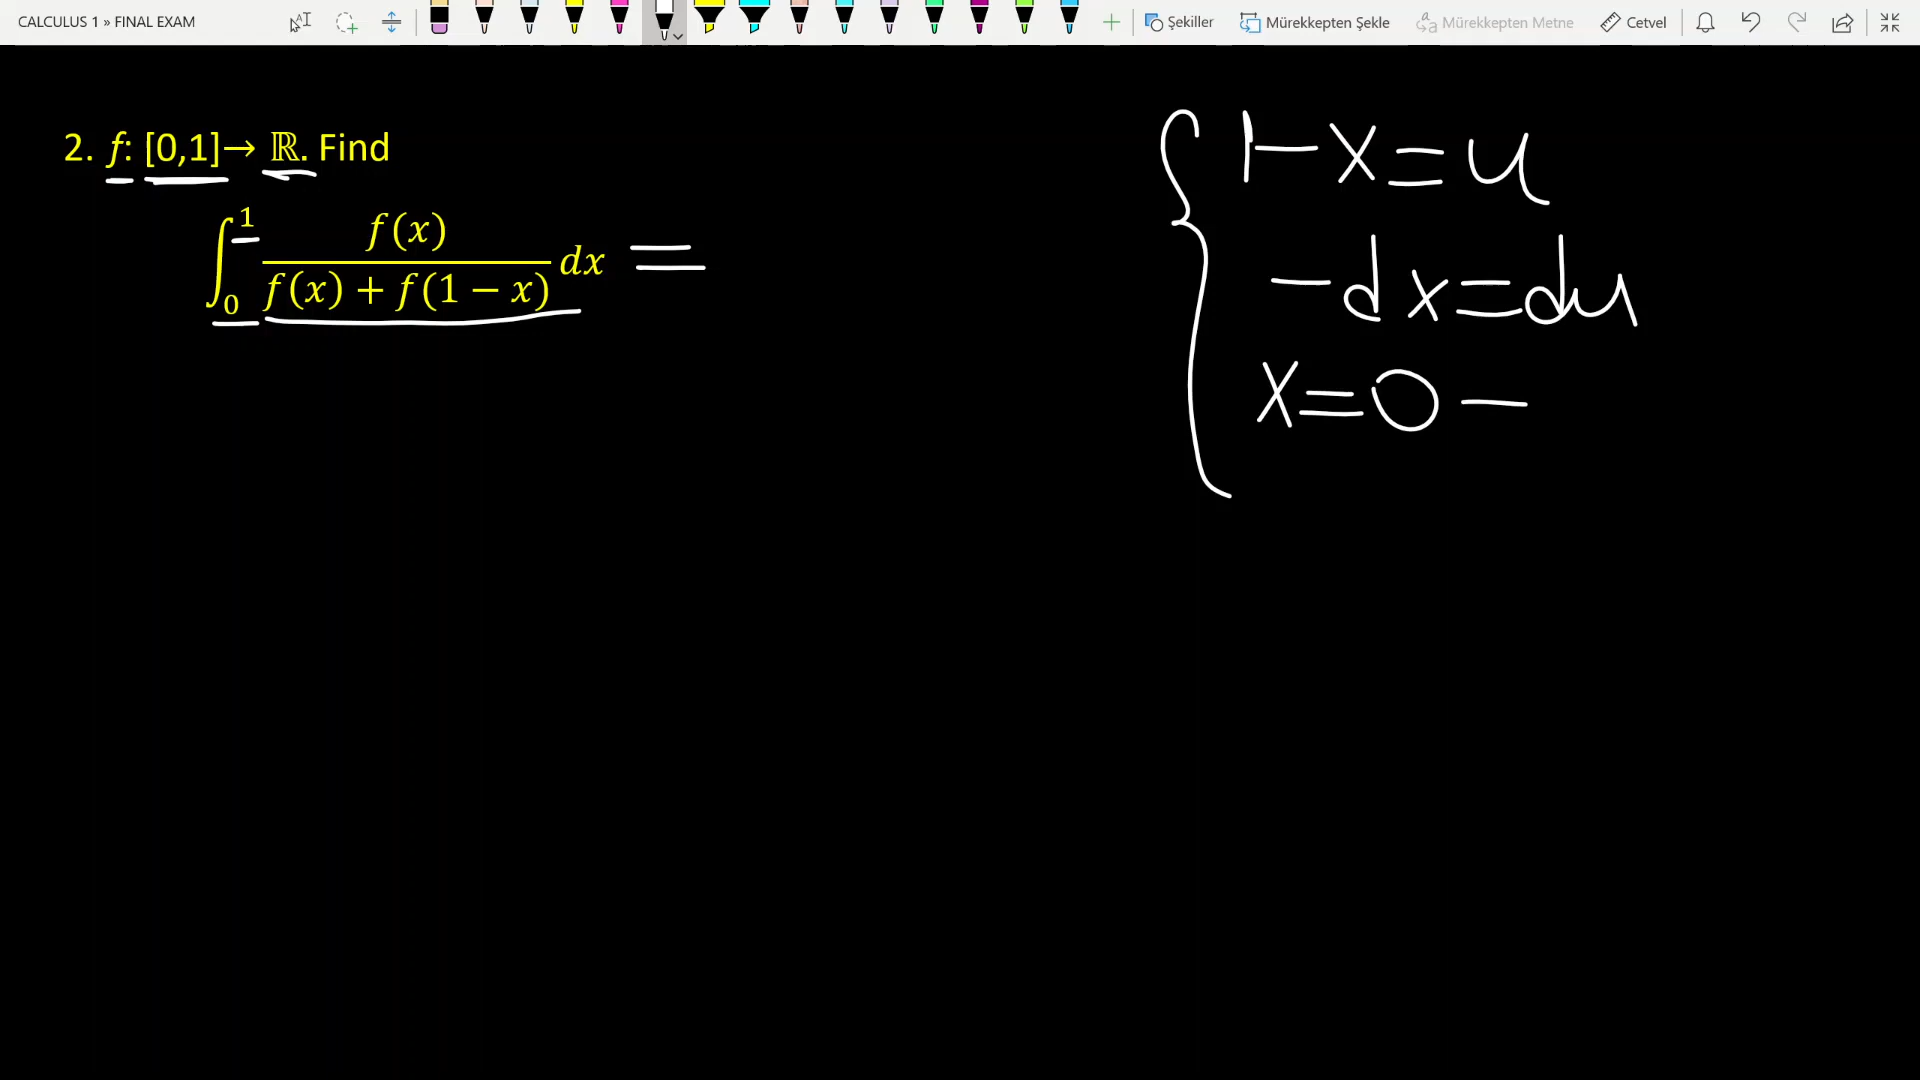 CALCULUS 1 » FINAL EXAM
Şekiller
Mürekkepten Şekle
Mürekkepten Metne
Cetvel
2. f: [0,1]→ ℝ. Find
∫₀¹ f(x) / (f(x) + f(1 − x)) dx =
1-x=u
-dx=du
x=0 -